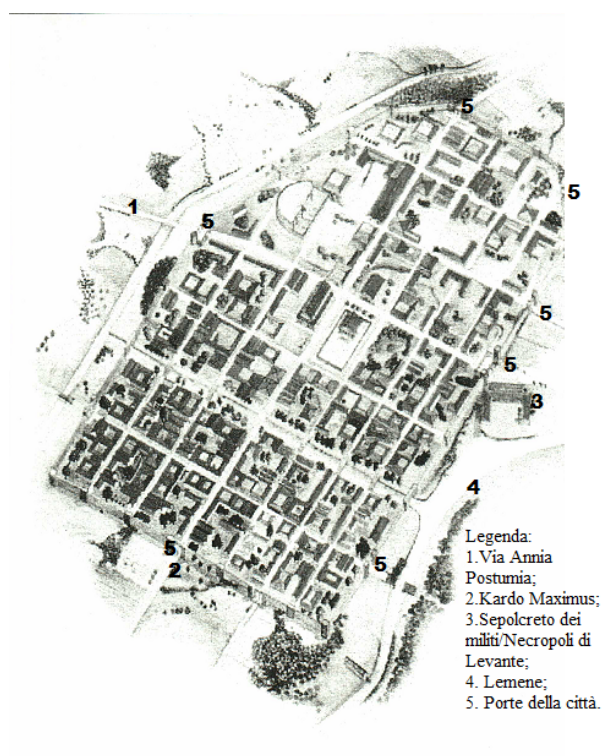 5
5
1
5
5
5
3
4
5
2
5
Legenda:
1.Via Annia
Postumia;
2.Kardo Maximus;
3.Sepolcreto dei
militi/Necropoli di
Levante;
4. Lemene;
5. Porte della città.